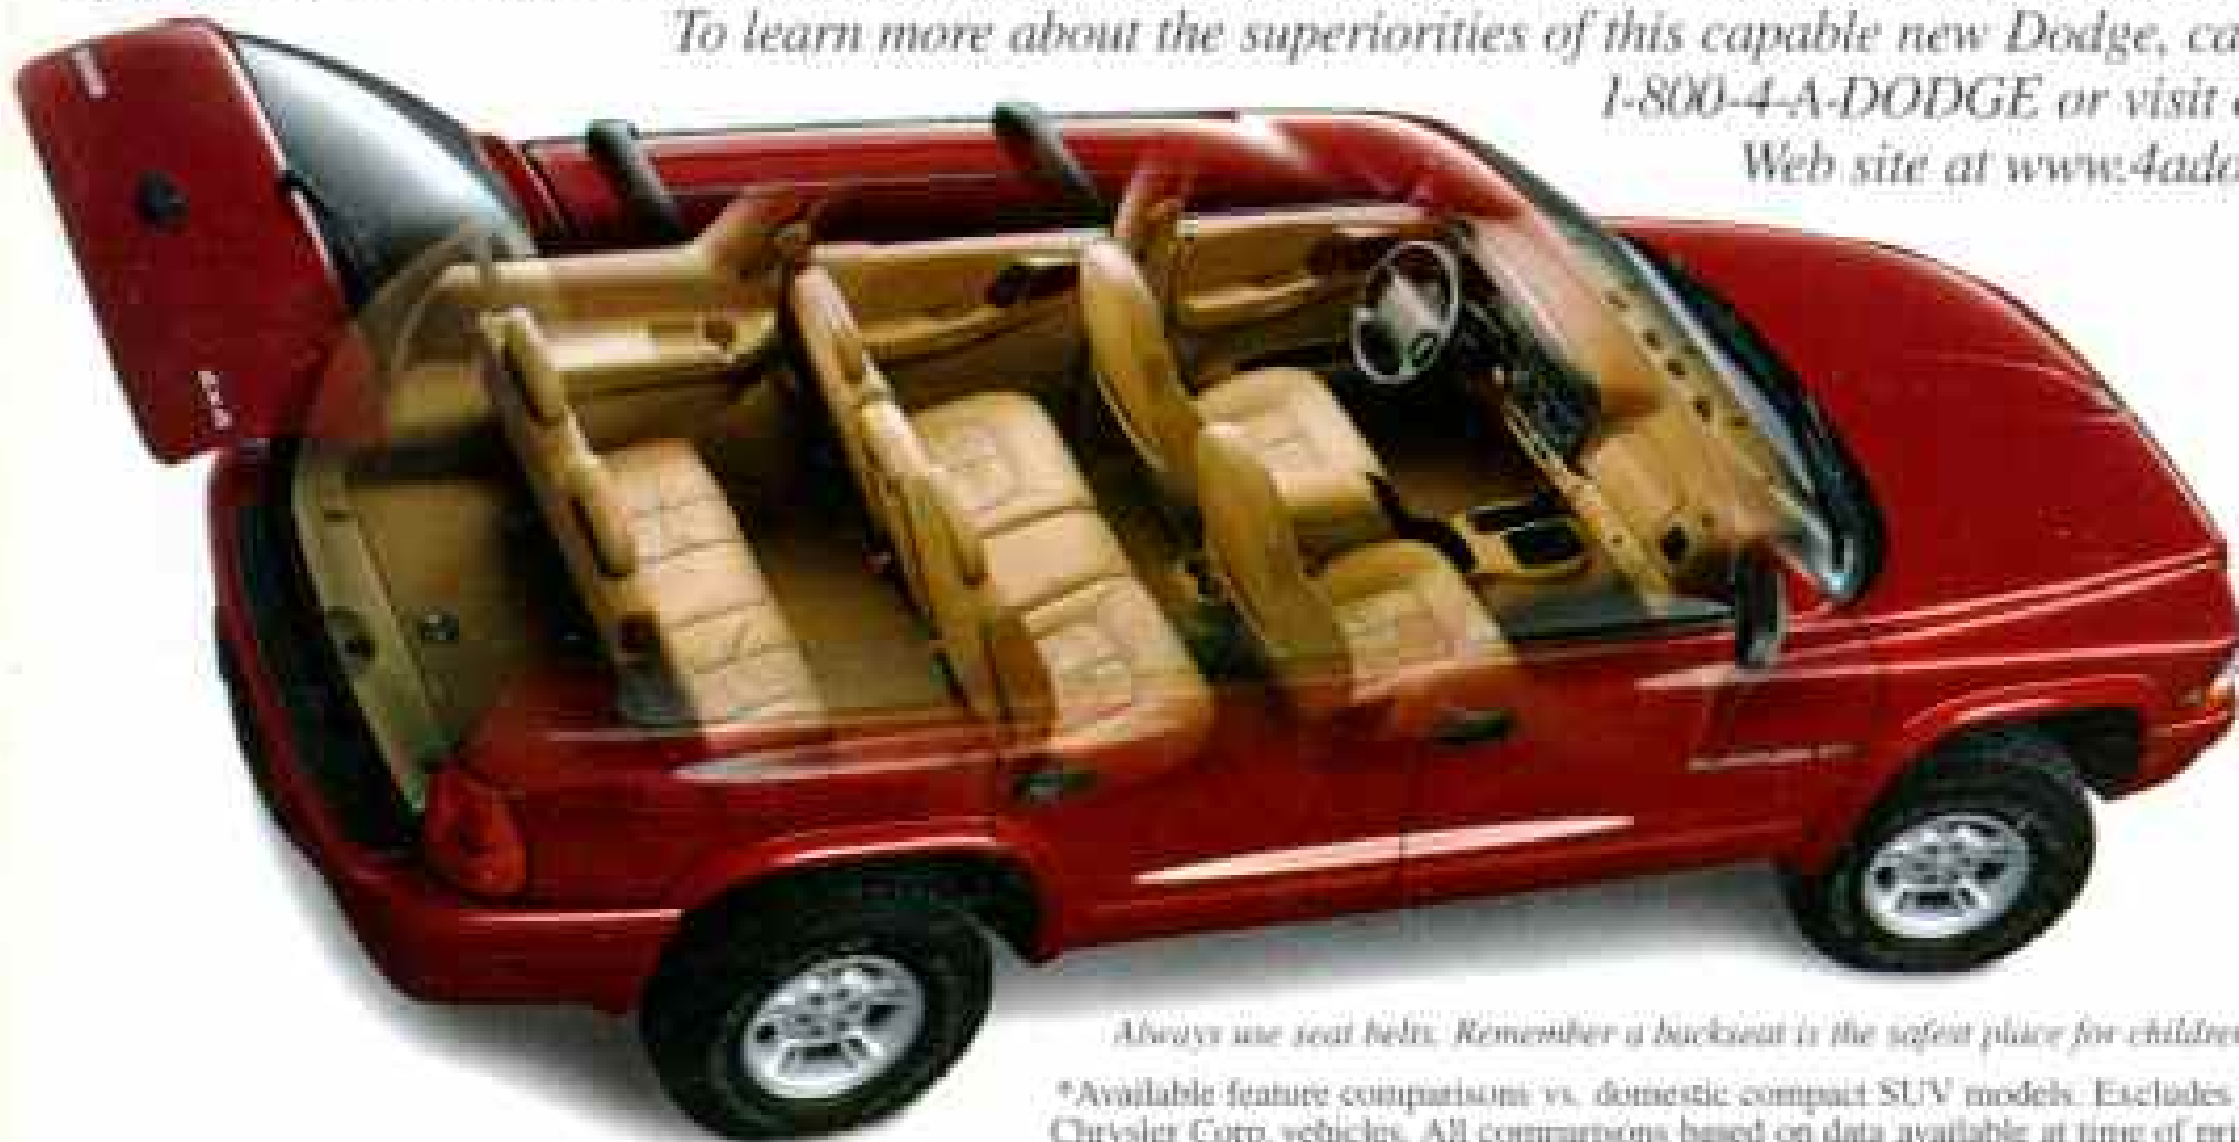 To learn more about the superiorities of this capable new Dodge, ca
1-800-4-A-DODGE or visit
Web site at www.4ado
4x4
Always use seat belts. Remember a backseat is the safest place for children
*Available feature comparisons vs. domestic compact SUV models. Excludes
Chrysler Corp. vehicles. All comparisons based on data available at time of